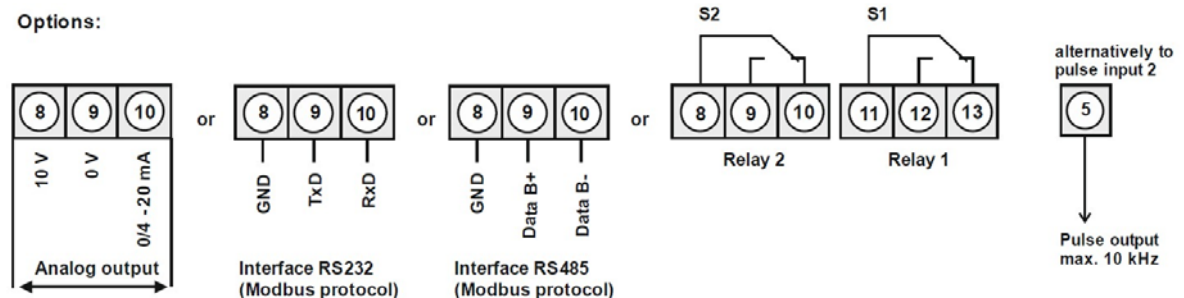 Options:
8 9 10
10 V
0 V
0/4 -20 mA
Analog output
or
8 9 10
GND
TxD
RxD
Interface RS232
(Modbus protocol)
or
8 9 10
GND
Data B+
Data B-
Interface RS485
(Modbus protocol)
or
S2
8 9 10
Relay 2
S1
11 12 13
Relay 1
alternatively to
pulse input 2
5
Pulse output
max. 10 kHz